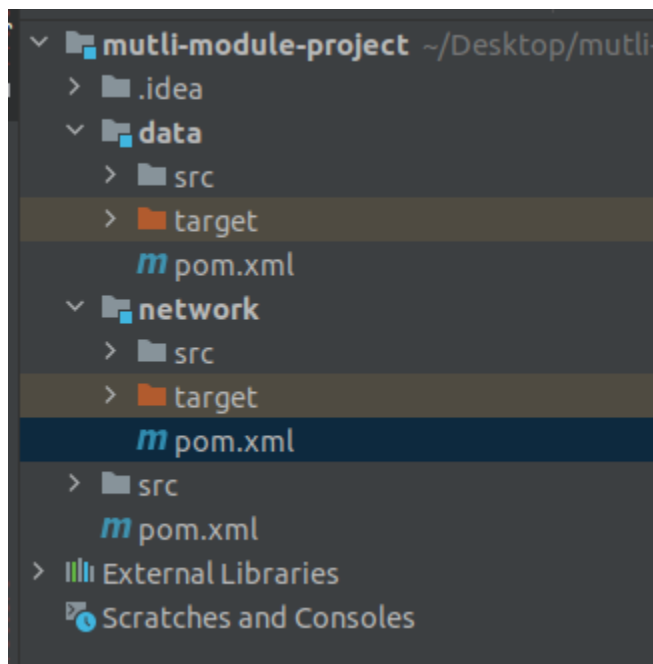 mutli-module-project ~/Desktop/mutli-
.idea
data
src
target
m pom.xml
network
src
target
m pom.xml
src
m pom.xml
External Libraries
Scratches and Consoles